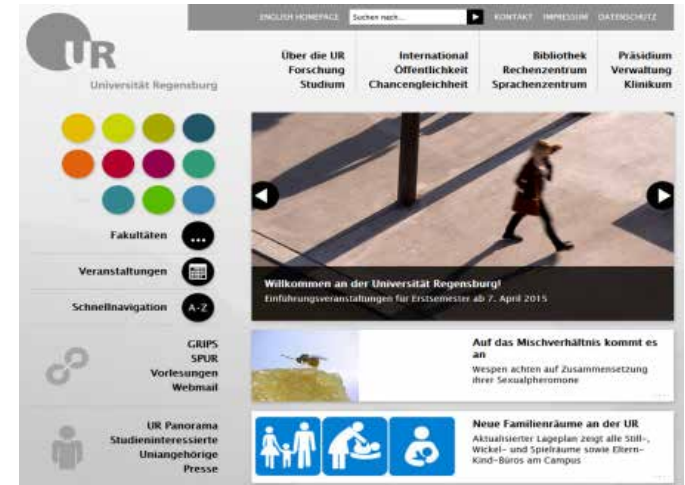 ENGLISH HOMEPAGE
Suchen nach...
KONTAKT IMPRESSUM DATENSCHUTZ
UR
Universität Regensburg
Über die UR
Forschung
Studium
International
Öffentlichkeit
Chancengleichheit
Bibliothek
Rechenzentrum
Sprachenzentrum
Präsidium
Verwaltung
Klinikum
Fakultäten ...
Veranstaltungen
Schnellnavigation A-Z
GRIPS
SPUR
Vorlesungen
Webmail
UR Panorama
Studieninteressierte
Uniangehörige
Presse
Willkommen an der Universität Regensburg!
Einführungsveranstaltungen für Erstsemester ab 7. April 2015
Auf das Mischverhältnis kommt es
an
Wespen achten auf Zusammensetzung
ihrer Sexualpheromone
Neue Familienräume an der UR
Aktualisierter Lageplan zeigt alle Still-,
Wickel- und Spielräume sowie Eltern-
Kind-Büros am Campus